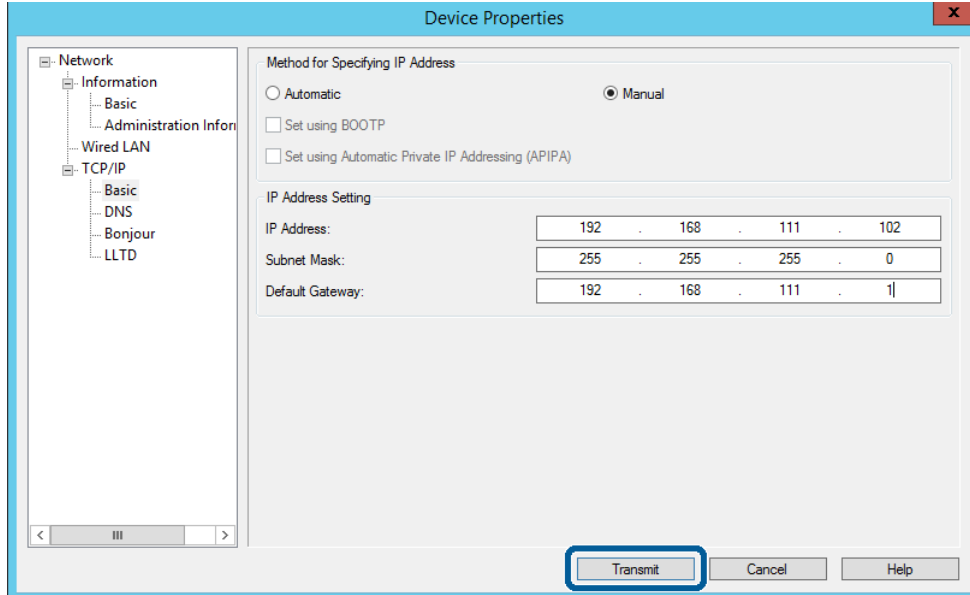 Device Properties
x
Network
Information
Basic
Administration Inforr
Wired LAN
TCP/IP
Basic
DNS
Bonjour
LLTD
Method for Specifying IP Address
Automatic
Manual
Set using BOOTP
Set using Automatic Private IP Addressing (APIPA)
IP Address Setting
IP Address: 192 . 168 . 111 . 102
Subnet Mask: 255 . 255 . 255 . 0
Default Gateway: 192 . 168 . 111 . 1
Transmit Cancel Help